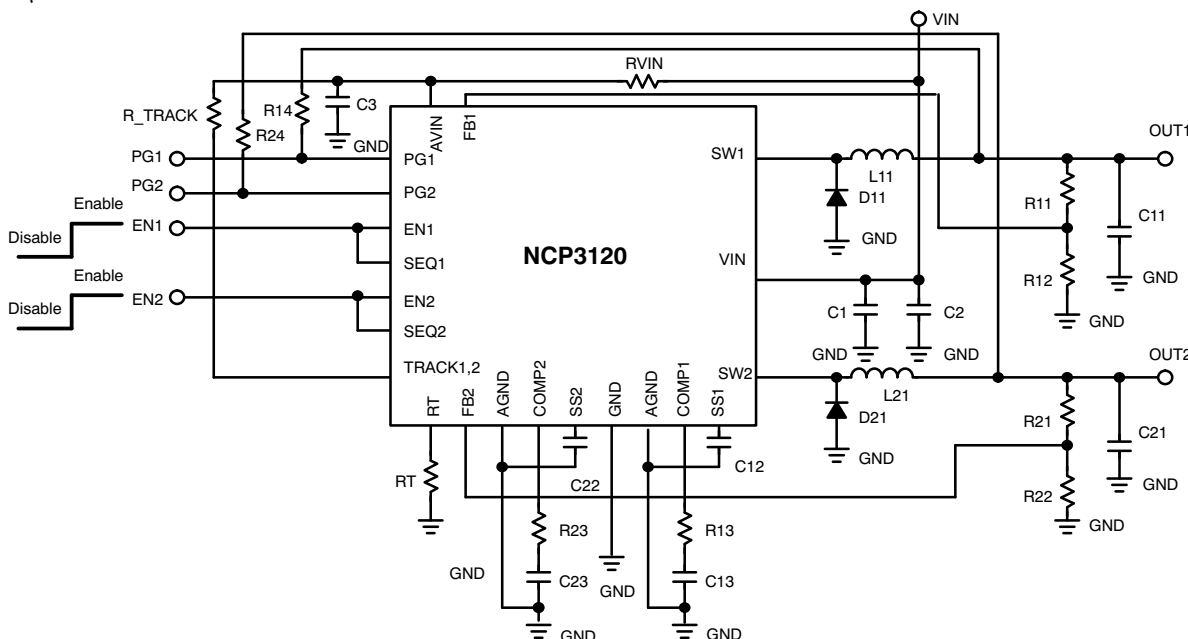 VIN
RVIN
R_TRACK
R14
C3
R24
GND
AVIN
FB1
OUT1
PG1
PG1
SW1
L11
PG2
PG2
D11
R11
C11
Enable
EN1
EN1
GND
Disable
SEQ1
NCP3120
VIN
R12
GND
Enable
EN2
EN2
C1
C2
GND
Disable
SEQ2
GND
GND
OUT2
TRACK1,2
SW2
RT
FB2
AGND
COMP2
SS2
GND
AGND
COMP1
SS1
L21
D21
R21
C21
GND
C12
RT
C22
R22
GND
R23
R13
GND
GND
C23
GND
C13
GND
GND